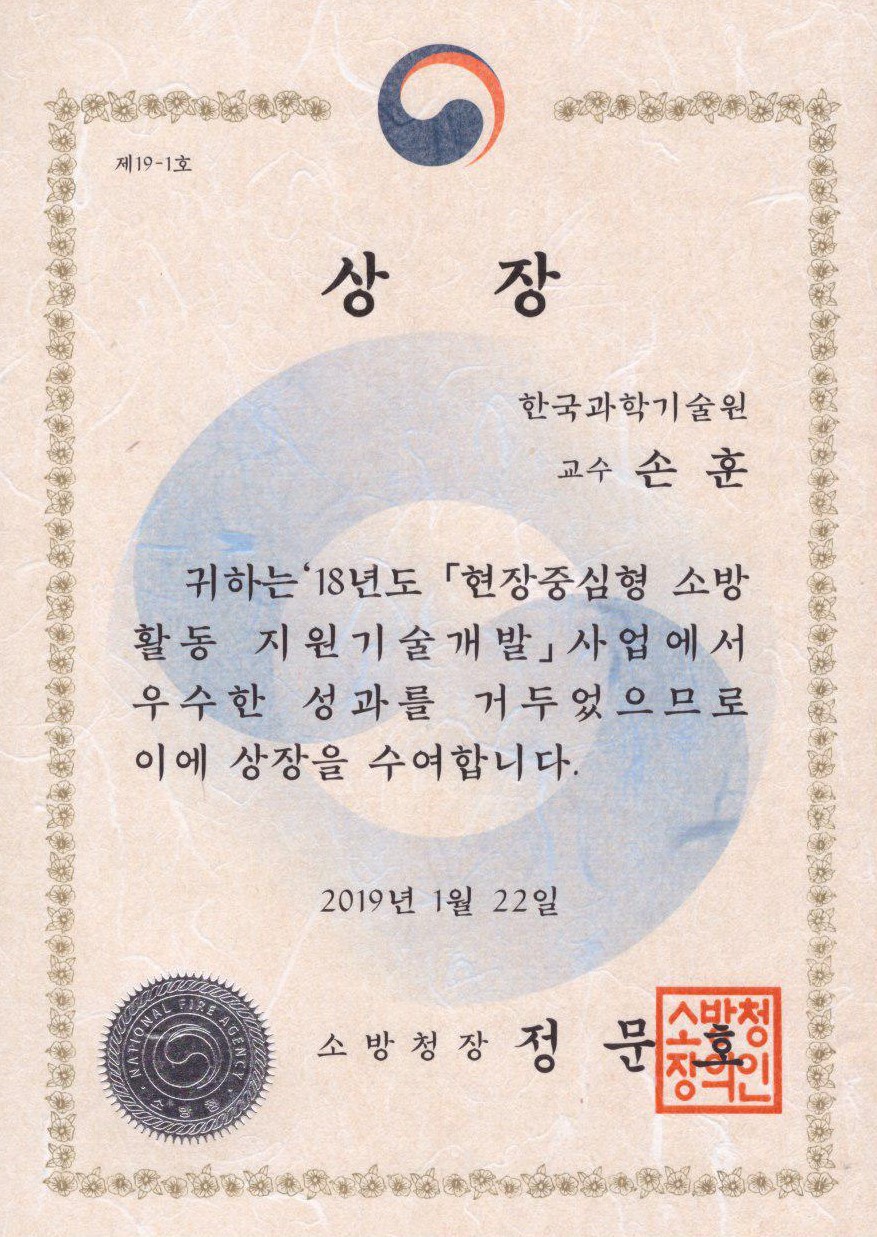 제19-1호
상 장
한국과학기술원
교수 손 훈
귀하는 ‘18년도 「현장중심형 소방
활동 지원기술개발」사업에서
우수한 성과를 거두었으므로
이에 상장을 수여합니다.
2019년 1월 22일
소방청장 정 문 호
소방청
장의인
NATIONAL FIRE AGENCY
소방청